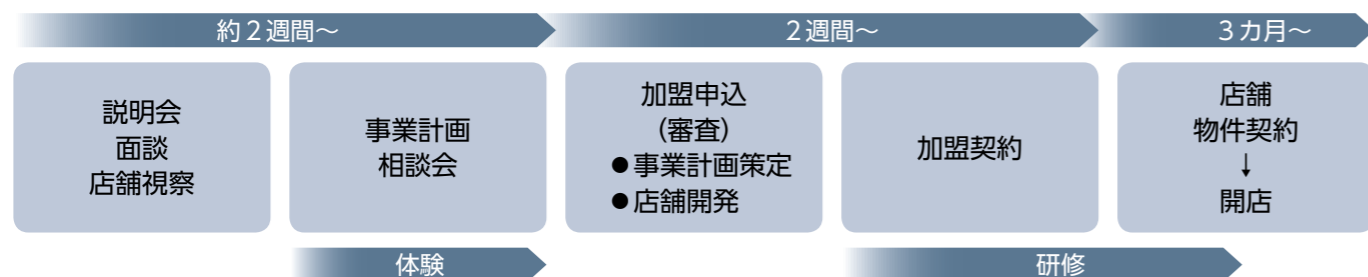 約２週間～
２週間～
３カ月～
説明会
面談
店舗視察
事業計画
相談会
加盟申込
（審査）
●事業計画策定
●店舗開発
加盟契約
店舗
物件契約
↓
開店
体験
研修